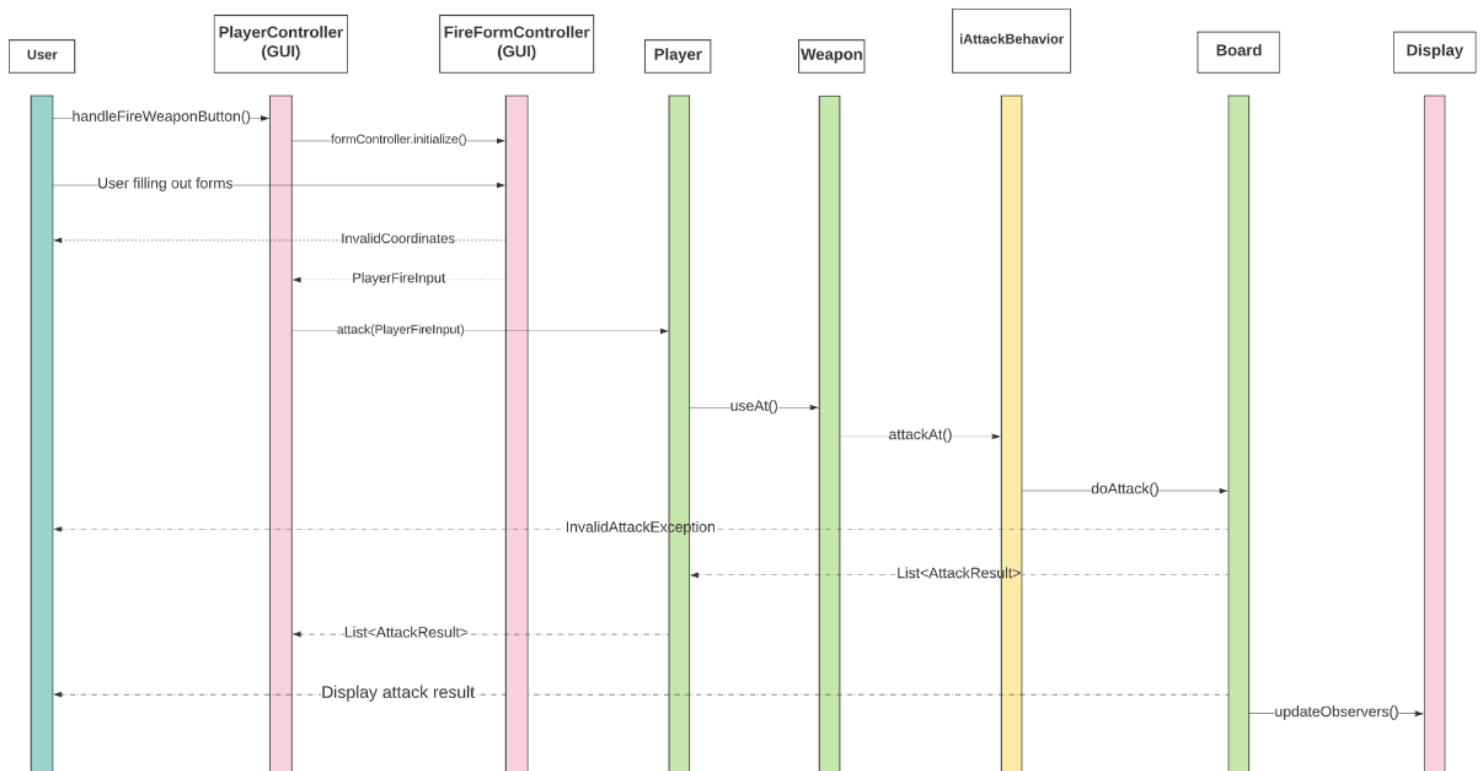 User
PlayerController
(GUI)
FireFormController
(GUI)
Player
Weapon
iAttackBehavior
Board
Display
handleFireWeaponButton()
formController.initialize()
User filling out forms
InvalidCoordinates
PlayerFireInput
attack(PlayerFireInput)
useAt()
attackAt()
doAttack()
InvalidAttackException
List<AttackResult>
List<AttackResult>
Display attack result
updateObservers()